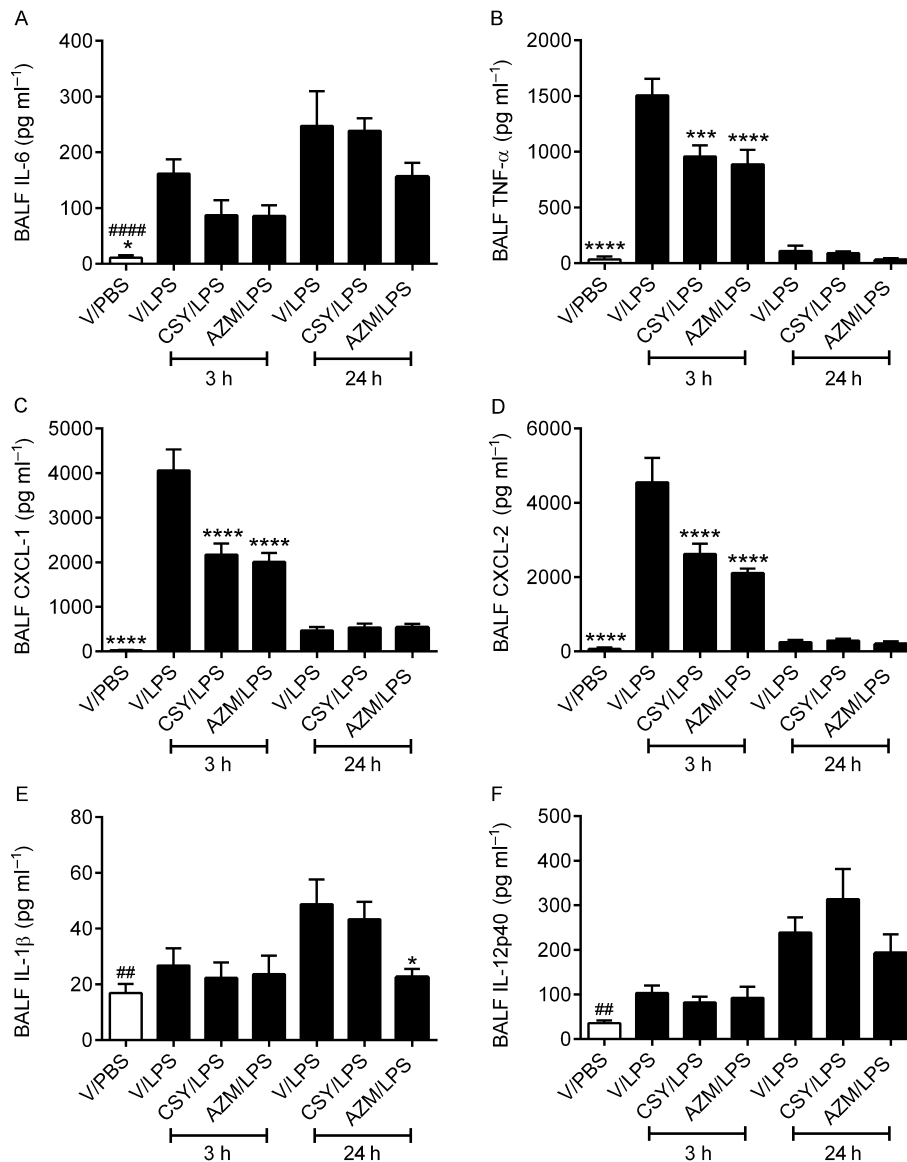 A
BALF IL-6 (pg ml−1)
400
300
200
100
0
####
*
V/PBS
V/LPS
CSY/LPS
AZM/LPS
V/LPS
CSY/LPS
AZM/LPS
3 h
24 h
B
BALF TNF-α (pg ml−1)
2000
1500
1000
500
0
****
***
****
V/PBS
V/LPS
CSY/LPS
AZM/LPS
V/LPS
CSY/LPS
AZM/LPS
3 h
24 h
C
BALF CXCL-1 (pg ml−1)
5000
4000
3000
2000
1000
0
****
****
****
V/PBS
V/LPS
CSY/LPS
AZM/LPS
V/LPS
CSY/LPS
AZM/LPS
3 h
24 h
D
BALF CXCL-2 (pg ml−1)
6000
4000
2000
0
****
****
****
V/PBS
V/LPS
CSY/LPS
AZM/LPS
V/LPS
CSY/LPS
AZM/LPS
3 h
24 h
E
BALF IL-1β (pg ml−1)
80
60
40
20
0
##
*
V/PBS
V/LPS
CSY/LPS
AZM/LPS
V/LPS
CSY/LPS
AZM/LPS
3 h
24 h
F
BALF IL-12p40 (pg ml−1)
500
400
300
200
100
0
##
V/PBS
V/LPS
CSY/LPS
AZM/LPS
V/LPS
CSY/LPS
AZM/LPS
3 h
24 h